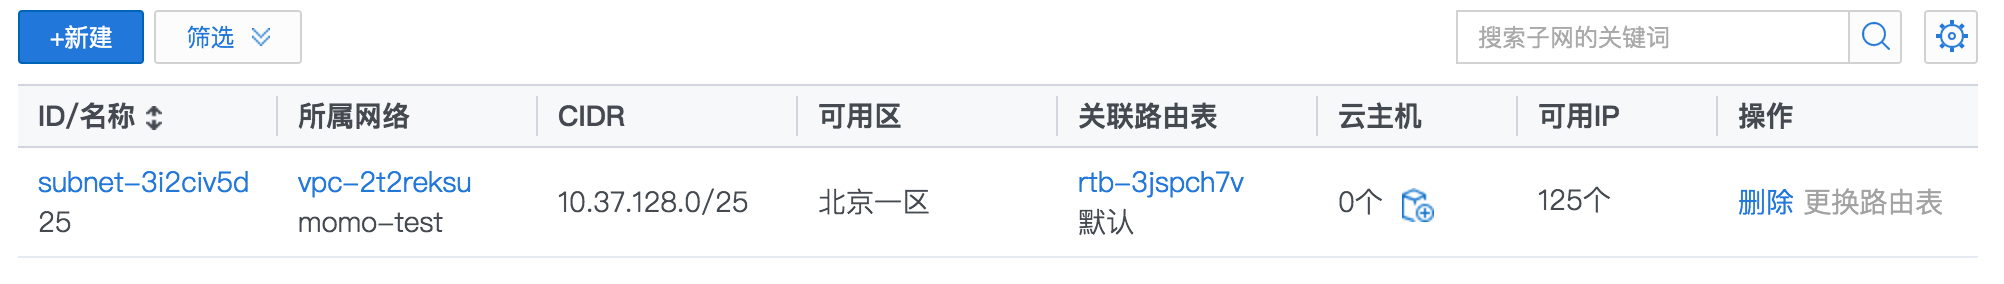 +新建 筛选 搜索子网的关键词
ID/名称 所属网络 CIDR 可用区 关联路由表 云主机 可用IP 操作
subnet-3i2civ5d vpc-2t2reksu 10.37.128.0/25 北京一区 rtb-3jspch7v 0个 125个 删除 更换路由表
25 momo-test 默认